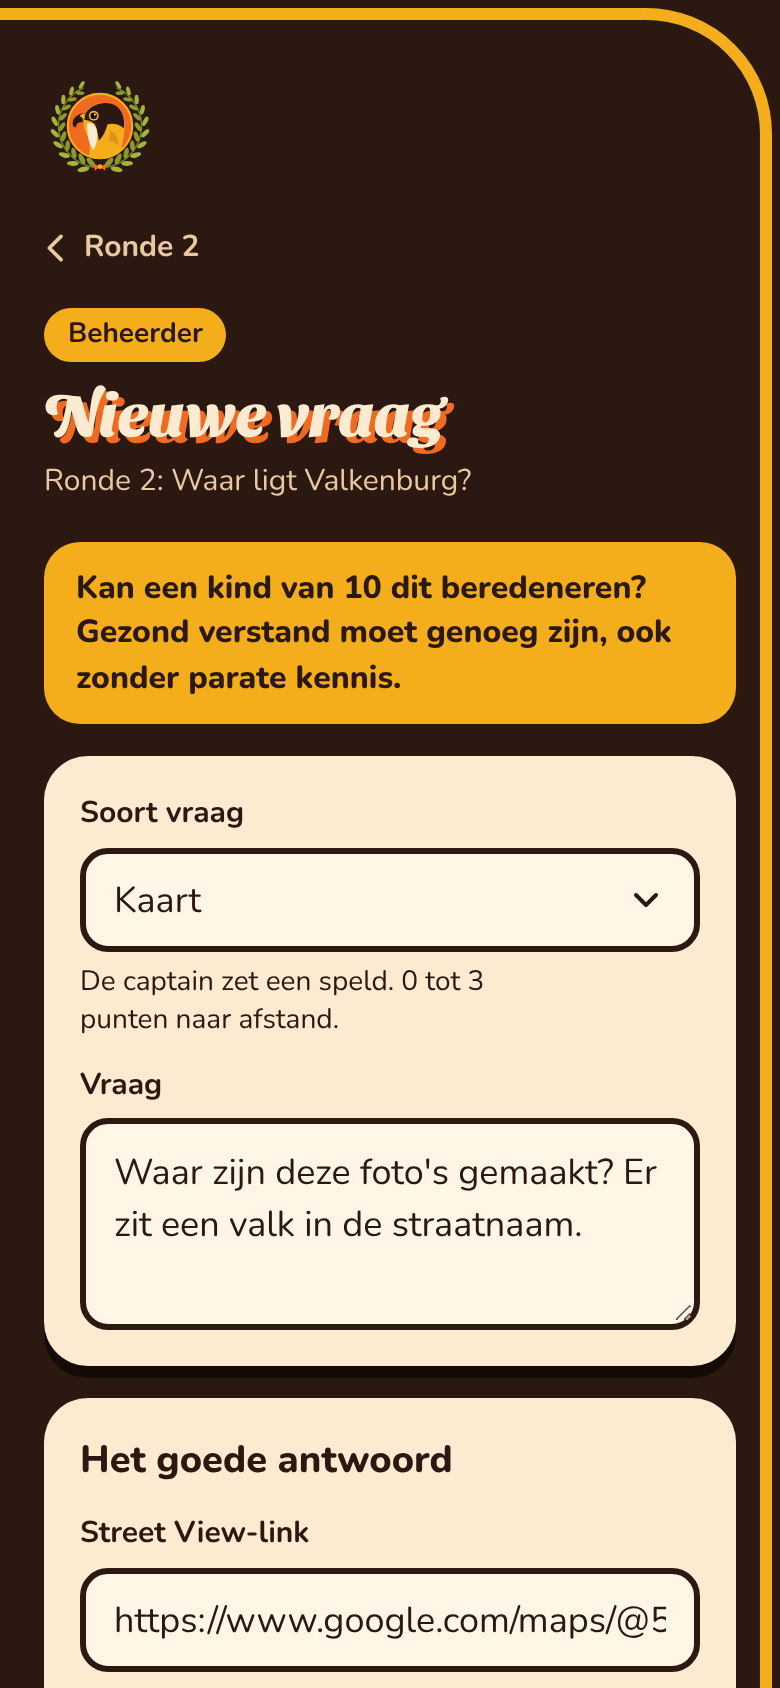 Ronde 2
Beheerder
Nieuwe vraag
Ronde 2: Waar ligt Valkenburg?
Kan een kind van 10 dit beredeneren?
Gezond verstand moet genoeg zijn, ook
zonder parate kennis.
Soort vraag
Kaart
De captain zet een speld. 0 tot 3
punten naar afstand.
Vraag
Waar zijn deze foto's gemaakt? Er
zit een valk in de straatnaam.
Het goede antwoord
Street View-link
https://www.google.com/maps/@5